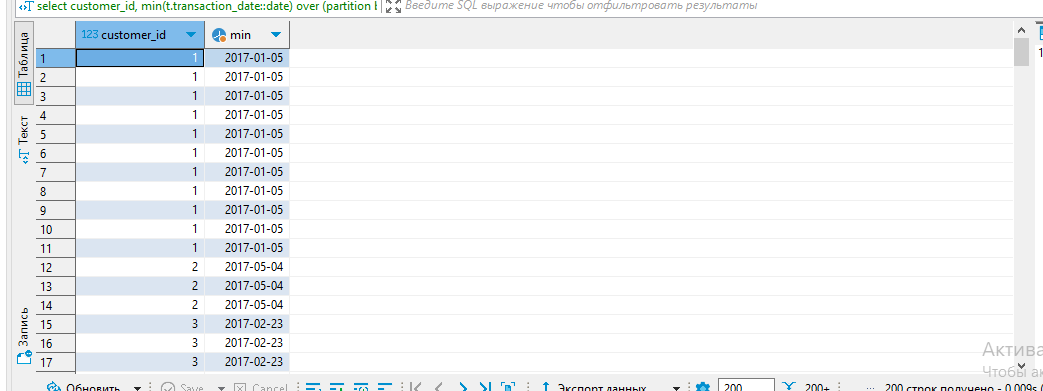 select customer_id, min(t.transaction_date::date) over (partition b
Введите SQL выражение чтобы отфильтровать результаты
Таблица
Текст
Запись
123 customer_id min
1 1 2017-01-05
2 1 2017-01-05
3 1 2017-01-05
4 1 2017-01-05
5 1 2017-01-05
6 1 2017-01-05
7 1 2017-01-05
8 1 2017-01-05
9 1 2017-01-05
10 1 2017-01-05
11 1 2017-01-05
12 2 2017-05-04
13 2 2017-05-04
14 2 2017-05-04
15 3 2017-02-23
16 3 2017-02-23
17 3 2017-02-23
1
Актива
Чтобы ак
Обновить Save Cancel Экспорт данных 200 200+ ... 200 строк получено - 0.009s